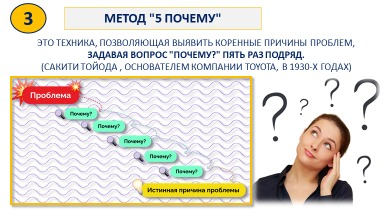 3
МЕТОД "5 ПОЧЕМУ"
ЭТО ТЕХНИКА, ПОЗВОЛЯЮЩАЯ ВЫЯВИТЬ КОРЕННЫЕ ПРИЧИНЫ ПРОБЛЕМ,
ЗАДАВАЯ ВОПРОС "ПОЧЕМУ?" ПЯТЬ РАЗ ПОДРЯД.
(САКИТИ ТОЙОДА , ОСНОВАТЕЛЕМ КОМПАНИИ TOYOTA, В 1930-Х ГОДАХ)
Проблема
Почему?
Почему?
Почему?
Почему?
Почему?
Истинная причина проблемы
? ? ? ?